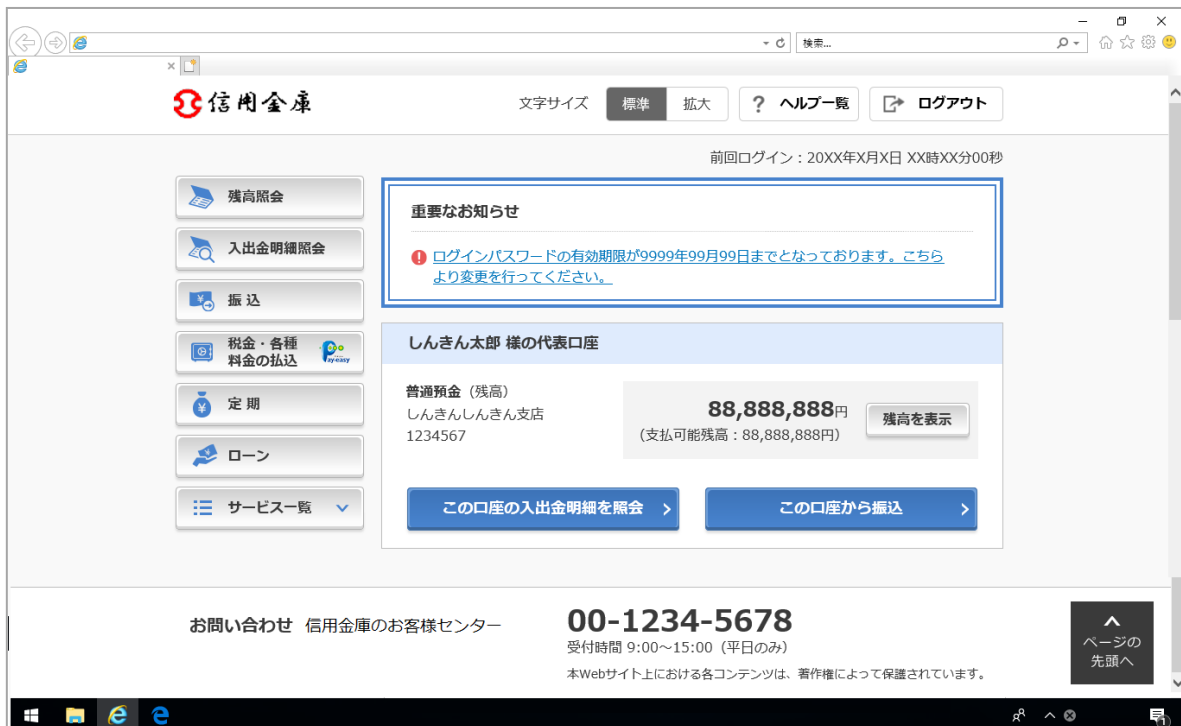 検索...
信用金庫
文字サイズ 標準 拡大 ? ヘルプ一覧 ログアウト
前回ログイン：20XX年X月X日 XX時XX分00秒
残高照会
入出金明細照会
振込
税金・各種
料金の払込
Pay-easy
定期
ローン
サービス一覧
重要なお知らせ
ログインパスワードの有効期限が9999年99月99日までとなっております。こちら
より変更を行ってください。
しんきん太郎 様の代表口座
普通預金（残高）
しんきんしんきん支店
1234567
88,888,888円
（支払可能残高：88,888,888円）
残高を表示
この口座の入出金明細を照会
この口座から振込
お問い合わせ 信用金庫のお客様センター
00-1234-5678
受付時間 9:00～15:00（平日のみ）
本Webサイト上における各コンテンツは、著作権によって保護されています。
ページの
先頭へ
1